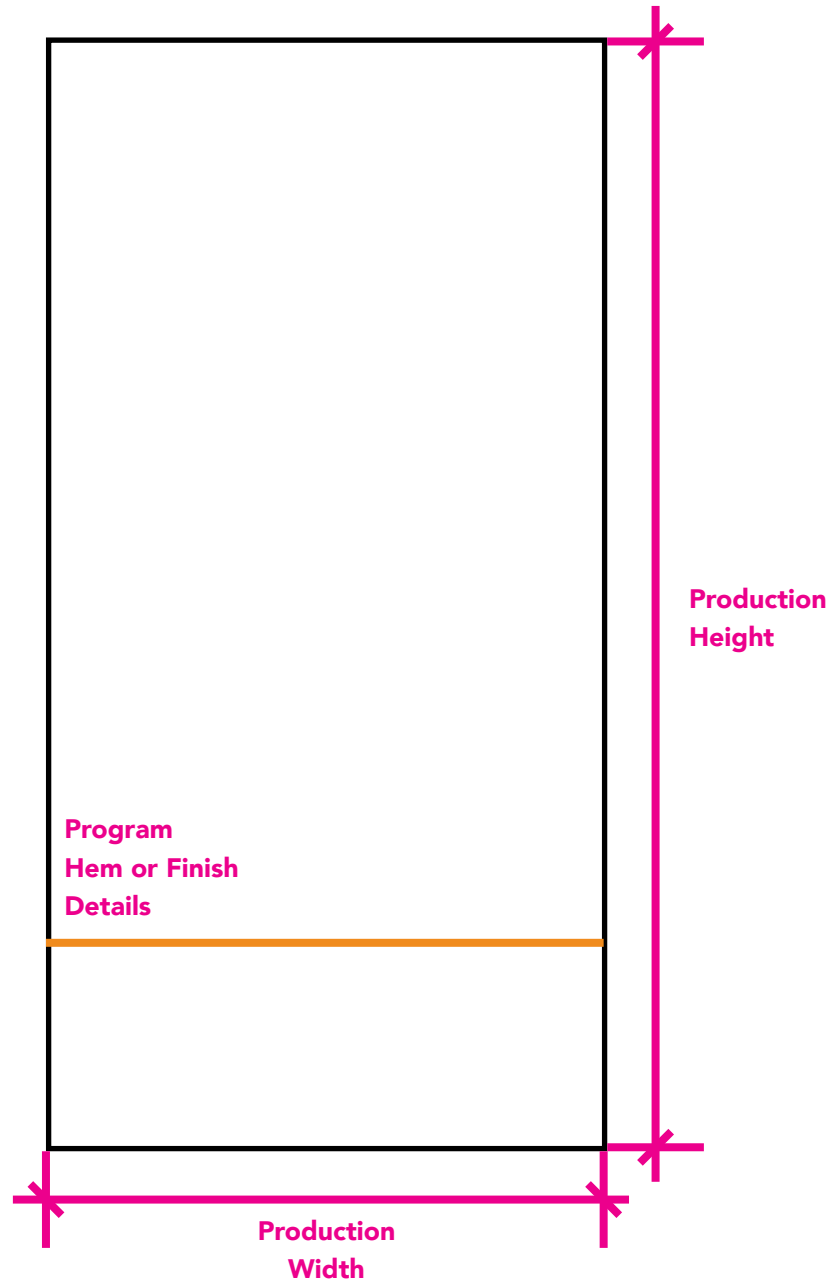 Production
Height
Program
Hem or Finish
Details
Production
Width